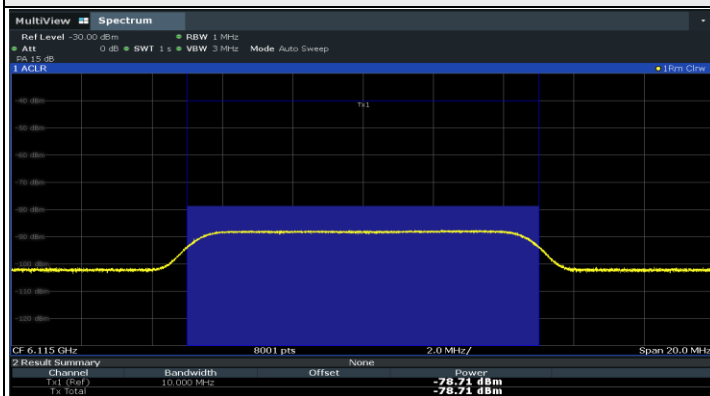 MultiView Spectrum
Ref Level -30.00 dBm RBW 1 MHz
Att 0 dB SWT 1 s VBW 3 MHz Mode Auto Sweep
PA 15 dB
1 ACLR 1Rm Clrw
Tx1
-40 dBm
-50 dBm
-60 dBm
-70 dBm
-80 dBm
-90 dBm
-100 dBm
-110 dBm
-120 dBm
CF 6.115 GHz 8001 pts 2.0 MHz/ Span 20.0 MHz
2 Result Summary None
Channel Bandwidth Offset Power
Tx1 (Ref) 10.000 MHz -78.71 dBm
Tx Total -78.71 dBm